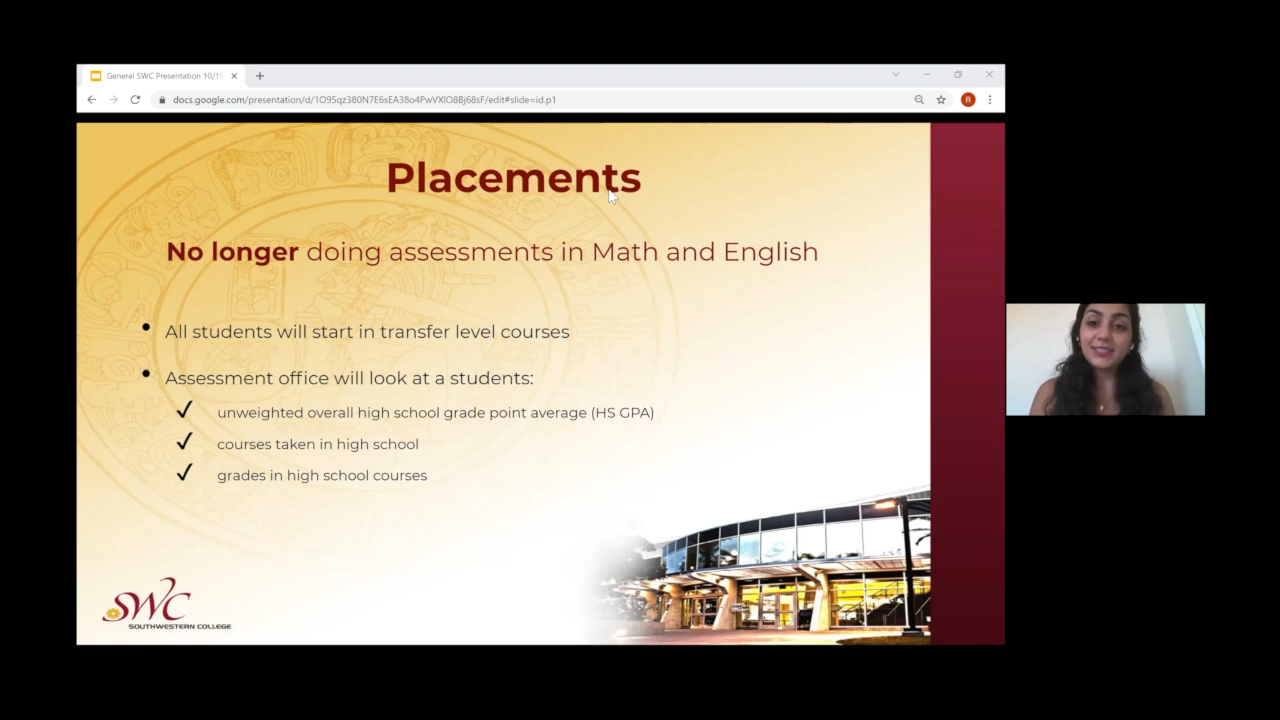 General SWC Presentation 10/15
docs.google.com/presentation/d/1O95qz380N7E6sEA38o4PwVXIO8Bj68sF/edit#slide=id.p1
R
Placements
No longer doing assessments in Math and English
• All students will start in transfer level courses
• Assessment office will look at a students:
✓ unweighted overall high school grade point average (HS GPA)
✓ courses taken in high school
✓ grades in high school courses
SWC
SOUTHWESTERN COLLEGE